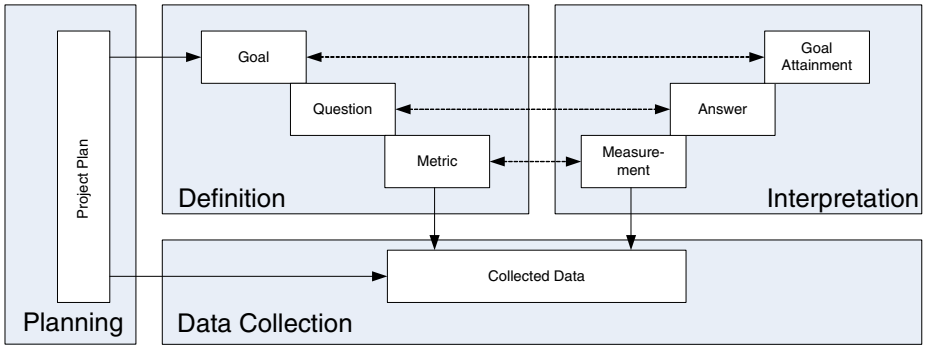 Project Plan
Planning
Goal
Question
Metric
Definition
Goal
Attainment
Answer
Measure-
ment
Interpretation
Collected Data
Data Collection